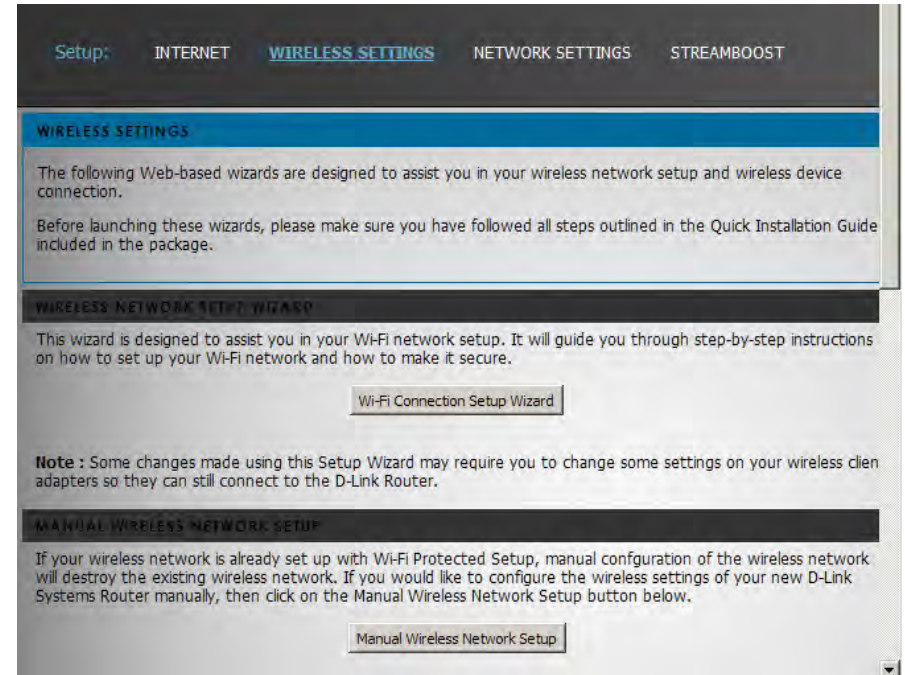 Setup: INTERNET WIRELESS SETTINGS NETWORK SETTINGS STREAMBOOST
WIRELESS SETTINGS
The following Web-based wizards are designed to assist you in your wireless network setup and wireless device
connection.
Before launching these wizards, please make sure you have followed all steps outlined in the Quick Installation Guide
included in the package.
WIRELESS NETWORK SETUP WIZARD
This wizard is designed to assist you in your Wi-Fi network setup. It will guide you through step-by-step instructions
on how to set up your Wi-Fi network and how to make it secure.
Wi-Fi Connection Setup Wizard
Note : Some changes made using this Setup Wizard may require you to change some settings on your wireless clien
adapters so they can still connect to the D-Link Router.
MANUAL WIRELESS NETWORK SETUP
If your wireless network is already set up with Wi-Fi Protected Setup, manual confguration of the wireless network
will destroy the existing wireless network. If you would like to configure the wireless settings of your new D-Link
Systems Router manually, then click on the Manual Wireless Network Setup button below.
Manual Wireless Network Setup